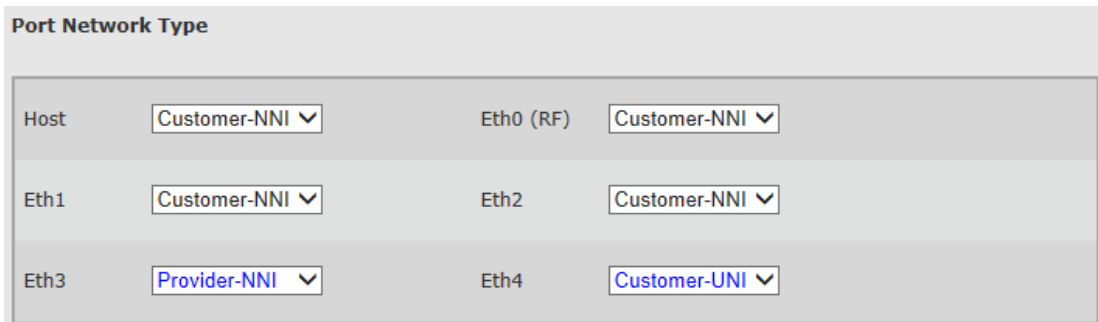 Port Network Type
Host Customer-NNI Eth0 (RF) Customer-NNI
Eth1 Customer-NNI Eth2 Customer-NNI
Eth3 Provider-NNI Eth4 Customer-UNI